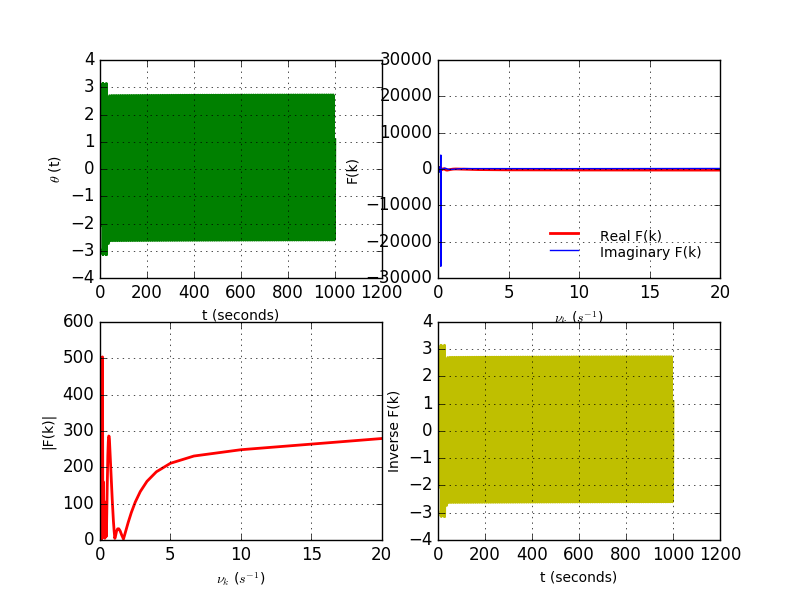 4
3
2
1
0
−1
−2
−3
−4
θ (t)
0 200 400 600 800 1000 1200
t (seconds)
30000
20000
10000
0
−10000
−20000
−30000
F(k)
Real F(k)
Imaginary F(k)
0 5 10 15 20
ν_k (s⁻¹)
600
500
400
300
200
100
0
|F(k)|
0 5 10 15 20
ν_k (s⁻¹)
4
3
2
1
0
−1
−2
−3
−4
Inverse F(k)
0 200 400 600 800 1000 1200
t (seconds)